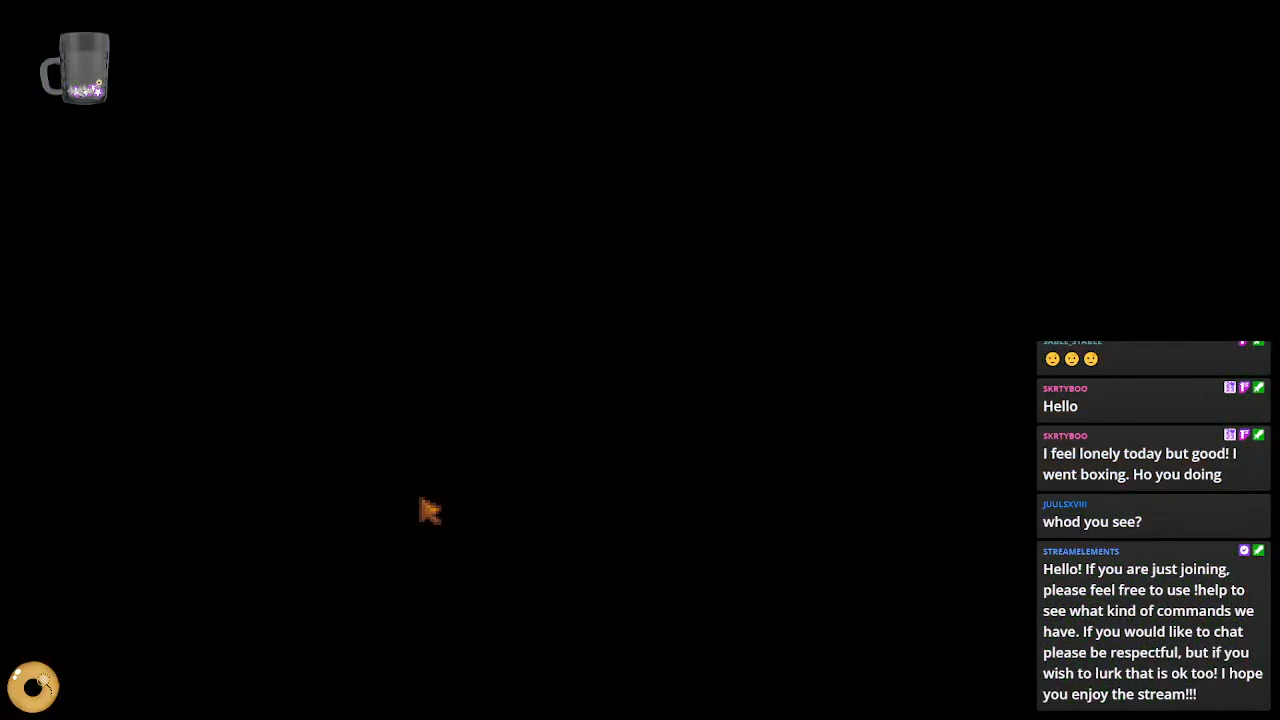 SABLE_STABLE
SKRTYBOO
Hello
SKRTYBOO
I feel lonely today but good! I
went boxing. Ho you doing
JUULSXVIII
whod you see?
STREAMELEMENTS
Hello! If you are just joining,
please feel free to use !help to
see what kind of commands we
have. If you would like to chat
please be respectful, but if you
wish to lurk that is ok too! I hope
you enjoy the stream!!!